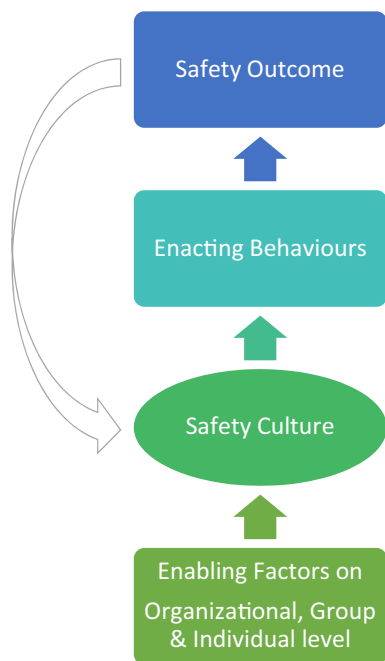 Safety Outcome
Enacting Behaviours
Safety Culture
Enabling Factors on
Organizational, Group
& Individual level